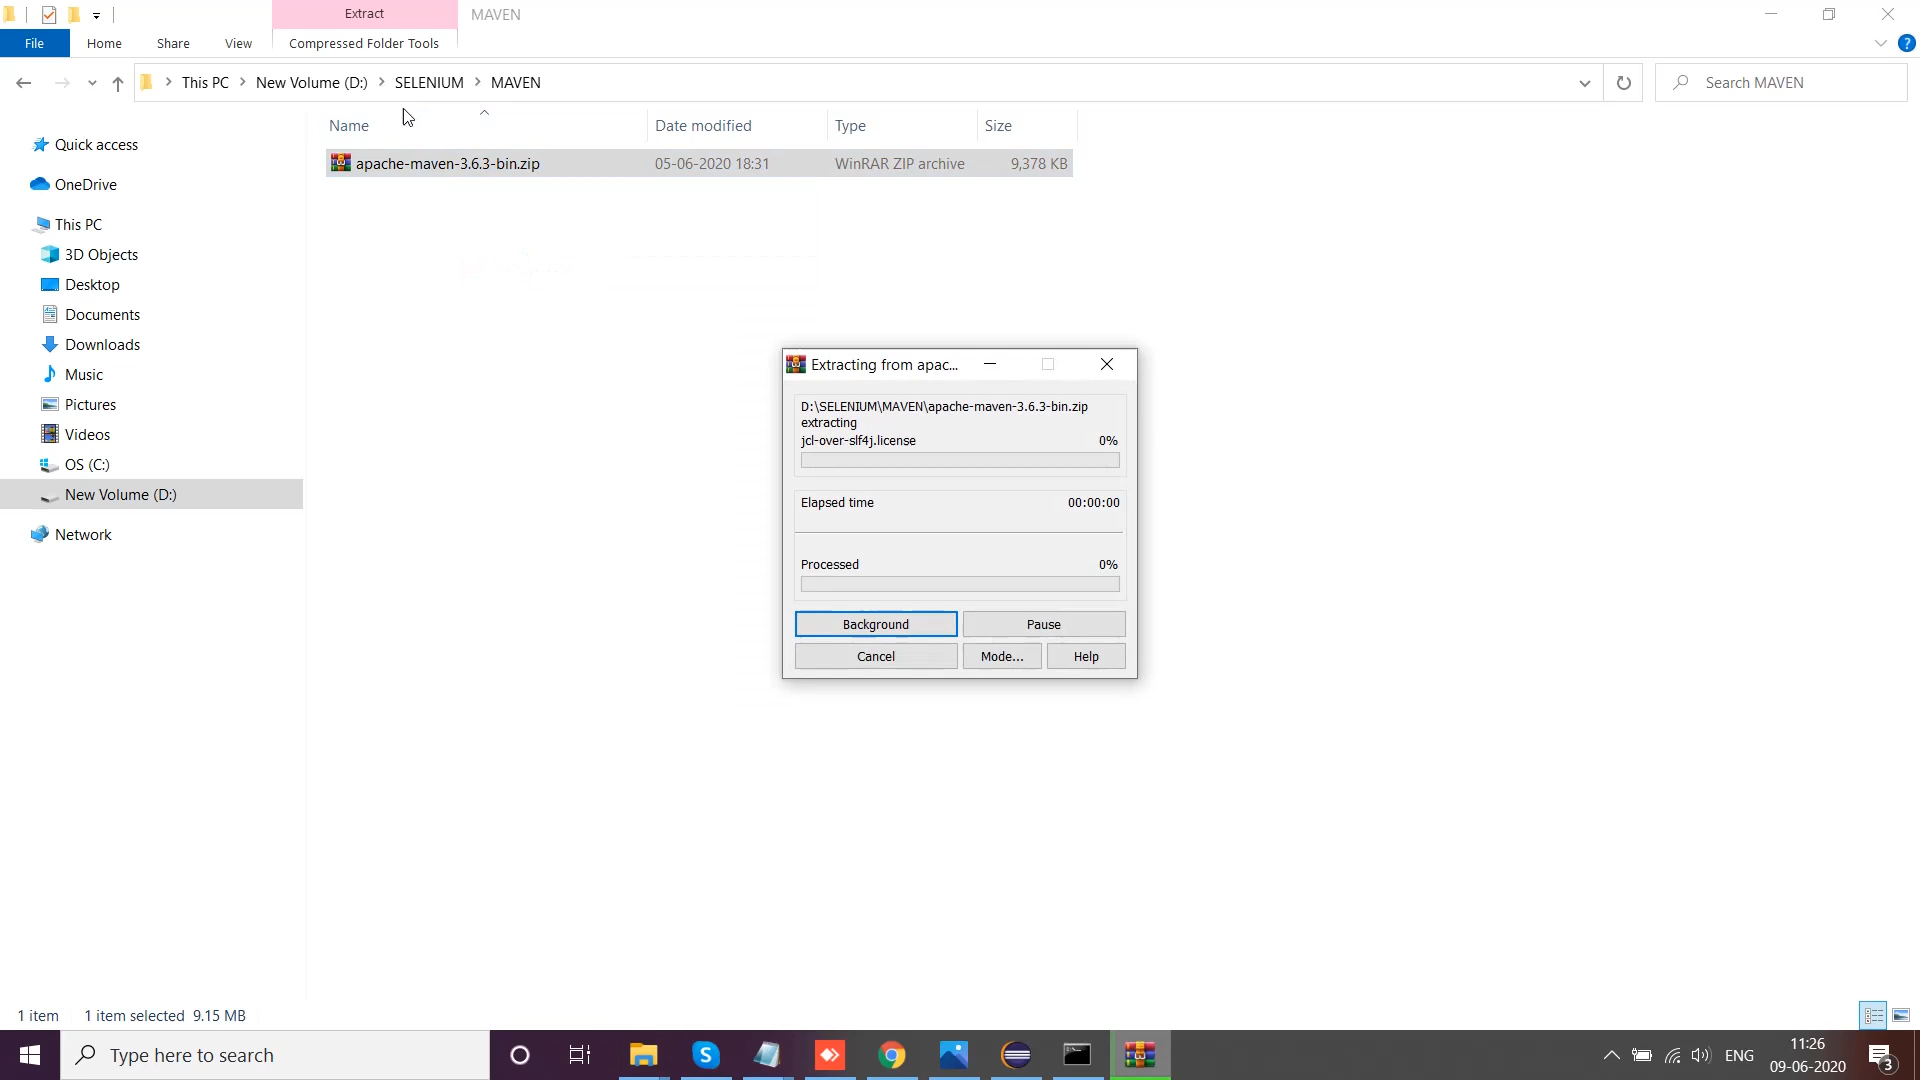 Extract
MAVEN
File
Home
Share
View
Compressed Folder Tools
This PC
New Volume (D:)
SELENIUM
MAVEN
Search MAVEN
Name
Date modified
Type
Size
apache-maven-3.6.3-bin.zip
05-06-2020 18:31
WinRAR ZIP archive
9,378 KB
Quick access
OneDrive
This PC
3D Objects
Desktop
Documents
Downloads
Music
Pictures
Videos
OS (C:)
New Volume (D:)
Network
Extracting from apac...
D:\SELENIUM\MAVEN\apache-maven-3.6.3-bin.zip
extracting
jcl-over-slf4j.license
0%
Elapsed time
00:00:00
Processed
0%
Background
Pause
Cancel
Mode...
Help
1 item
1 item selected 9.15 MB
Type here to search
ENG
11:26
09-06-2020
3